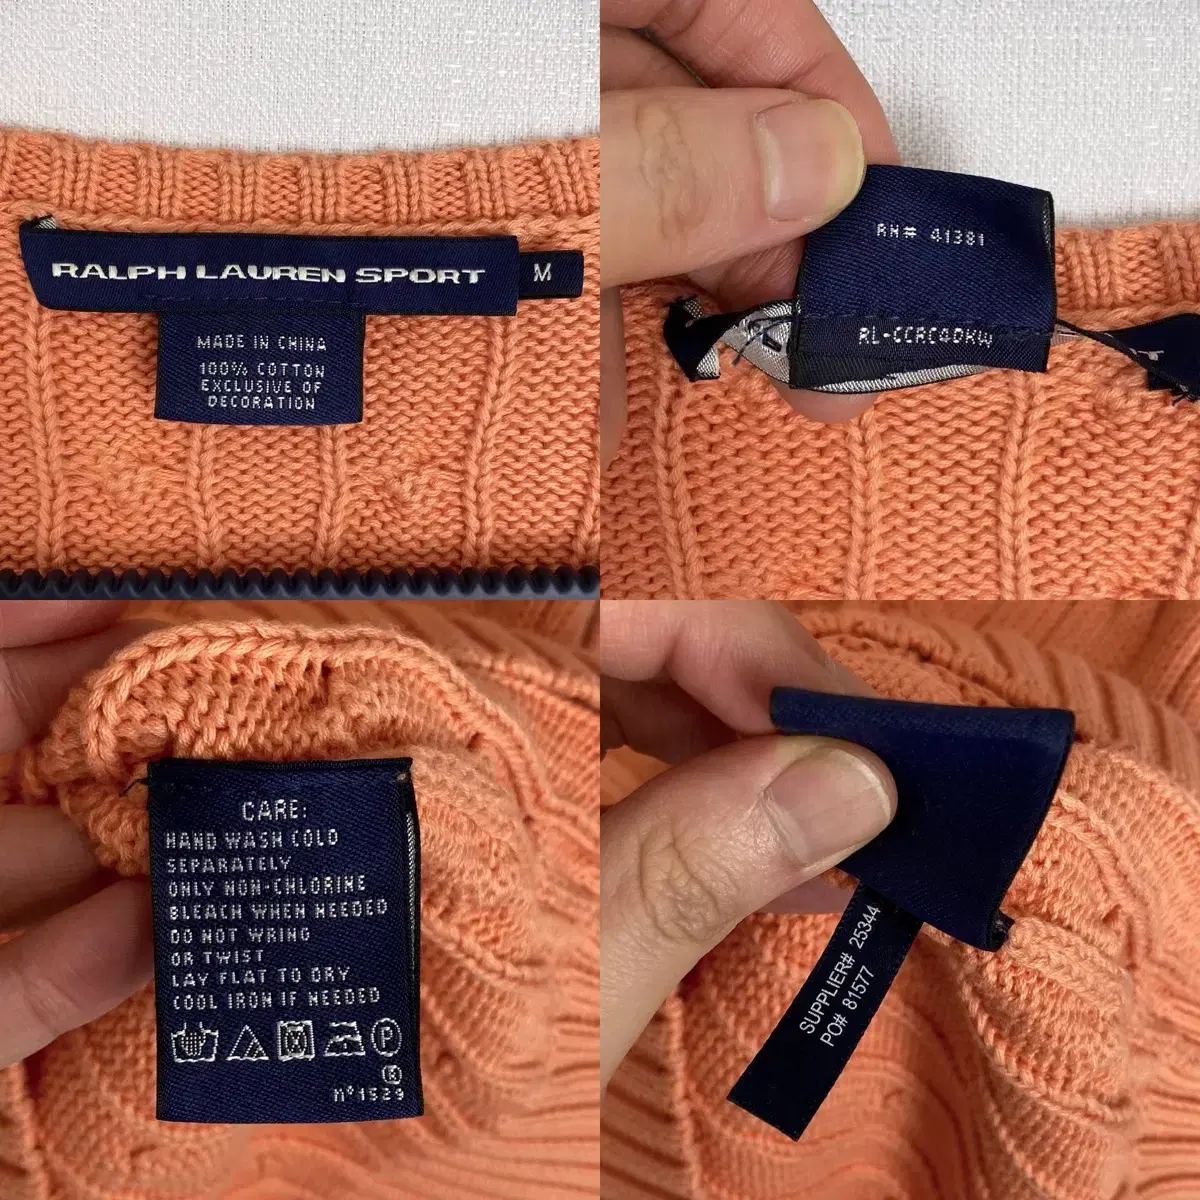 RALPH LAUREN SPORT M
MADE IN CHINA
100% COTTON
EXCLUSIVE OF
DECORATION
RN# 41381
RL-CCRC4DKW
CARE:
HAND WASH COLD
SEPARATELY
ONLY NON-CHLORINE
BLEACH WHEN NEEDED
DO NOT WRING
OR TWIST
LAY FLAT TO DRY
COOL IRON IF NEEDED
P
®
nº1529
SUPPLIER# 25344
PO# 81577